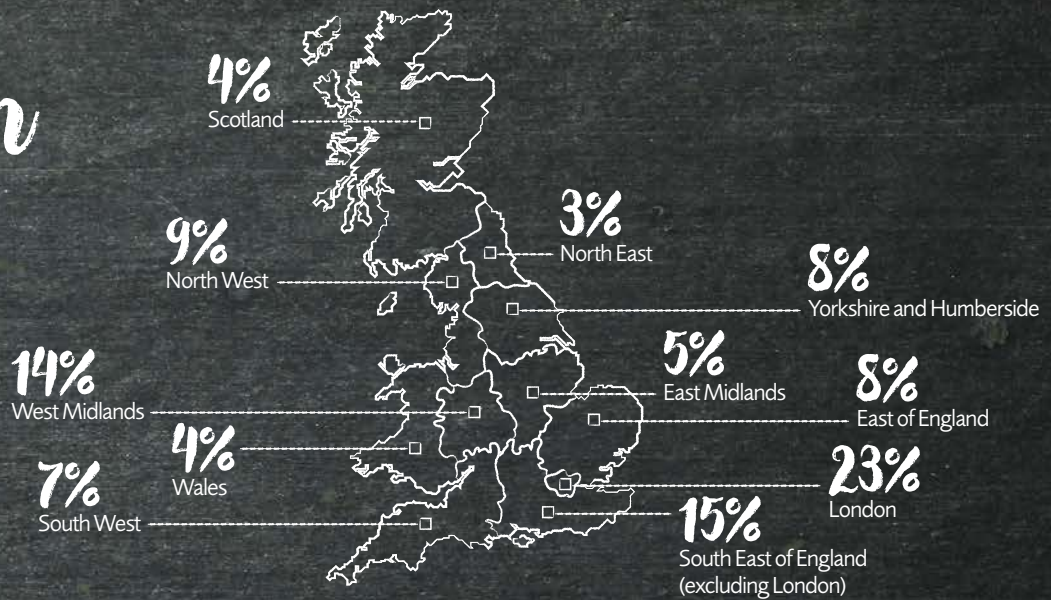 4%
Scotland
9%
North West
3%
North East
8%
Yorkshire and Humberside
14%
West Midlands
5%
East Midlands
8%
East of England
4%
Wales
23%
London
7%
South West
15%
South East of England
(excluding London)